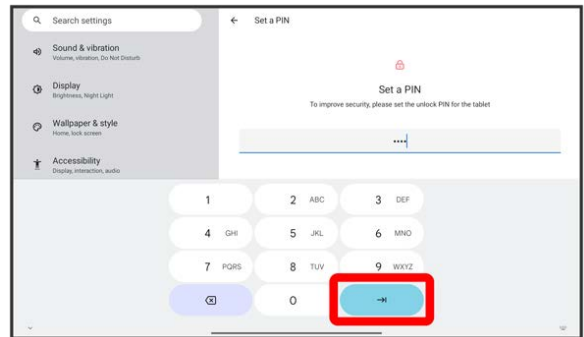 Search settings
Set a PIN
Sound & vibration
Volume, vibration, Do Not Disturb
Display
Brightness, Night Light
Wallpaper & style
Home, lock screen
Accessibility
Display, interaction, audio
Set a PIN
To improve security, please set the unlock PIN for the tablet
••••
1 2 ABC 3 DEF
4 GHI 5 JKL 6 MNO
7 PQRS 8 TUV 9 WXYZ
0